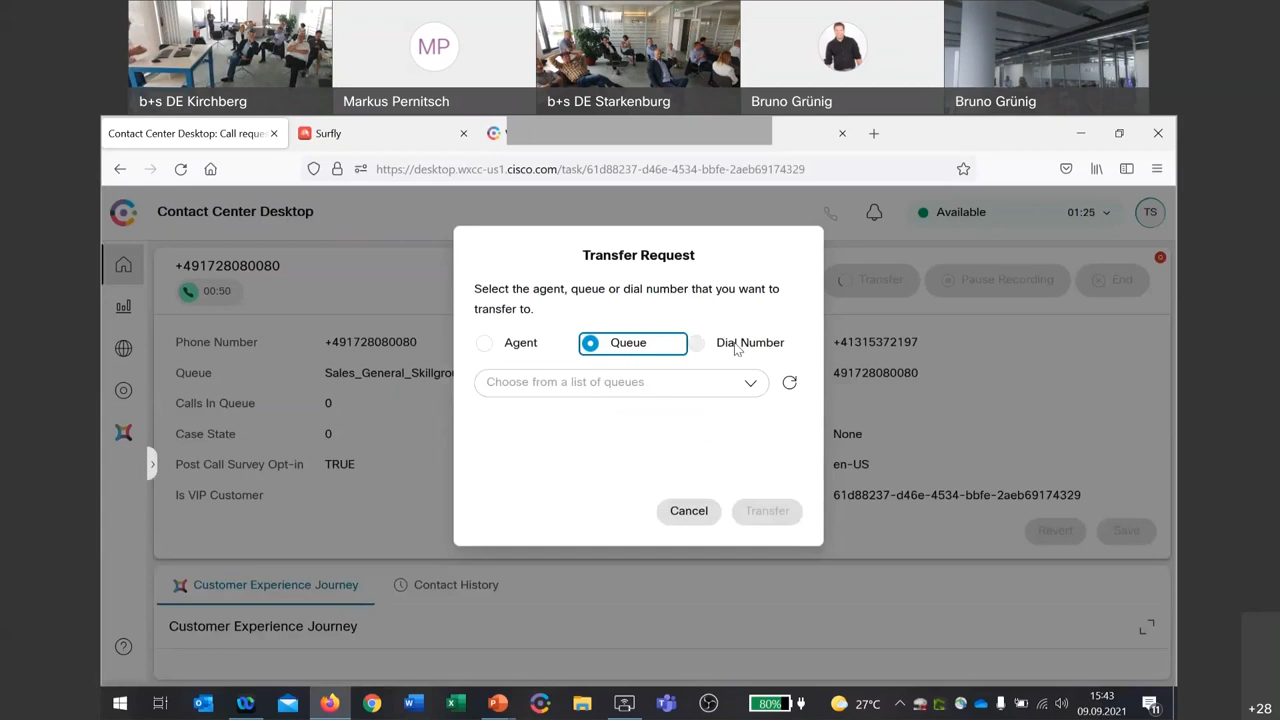 MP
b+s DE Kirchberg
Markus Pernitsch
b+s DE Starkenburg
Bruno Grünig
Bruno Grünig
Contact Center Desktop: Call reque
Surfly
https://desktop.wxcc-us1.cisco.com/task/61d88237-d46e-4534-bbfe-2aeb69174329
Contact Center Desktop
Available
01:25
TS
+491728080080
00:50
Transfer
Pause Recording
End
0
Transfer Request
Select the agent, queue or dial number that you want to
transfer to.
Agent
Queue
Dial Number
Choose from a list of queues
Cancel
Transfer
Phone Number
+491728080080
+41315372197
Queue
Sales_General_Skillgro
491728080080
Calls In Queue
0
Case State
0
None
Post Call Survey Opt-in
TRUE
en-US
Is VIP Customer
61d88237-d46e-4534-bbfe-2aeb69174329
Revert
Save
Customer Experience Journey
Contact History
Customer Experience Journey
80%
27°C
15:43
09.09.2021
11
+28